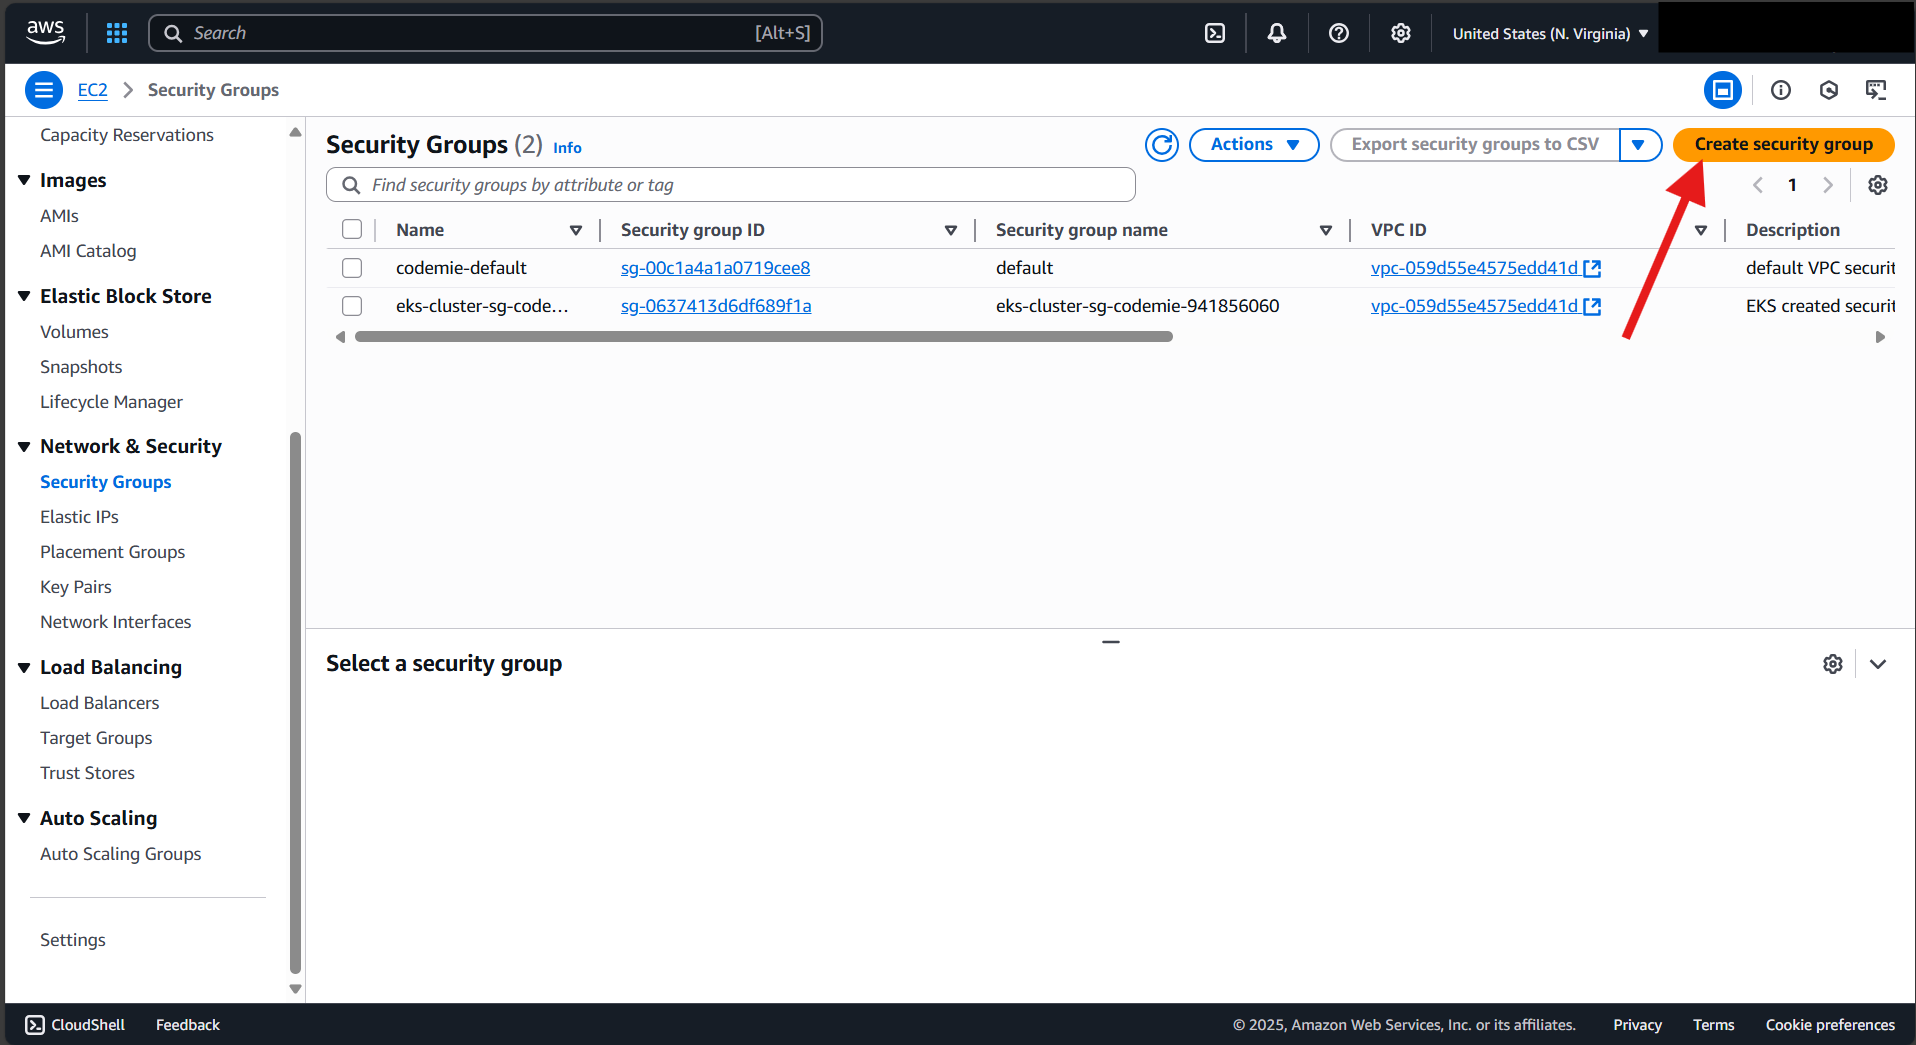 aws
Search [Alt+S]
United States (N. Virginia)
EC2 > Security Groups
Capacity Reservations
Images
AMIs
AMI Catalog
Elastic Block Store
Volumes
Snapshots
Lifecycle Manager
Network & Security
Security Groups
Elastic IPs
Placement Groups
Key Pairs
Network Interfaces
Load Balancing
Load Balancers
Target Groups
Trust Stores
Auto Scaling
Auto Scaling Groups
Settings
Security Groups (2) Info
Actions
Export security groups to CSV
Create security group
Find security groups by attribute or tag
1
Name Security group ID Security group name VPC ID Description
codemie-default sg-00c1a4a1a0719cee8 default vpc-059d55e4575edd41d default VPC securit
eks-cluster-sg-code... sg-0637413d6df689f1a eks-cluster-sg-codemie-941856060 vpc-059d55e4575edd41d EKS created securit
Select a security group
CloudShell Feedback © 2025, Amazon Web Services, Inc. or its affiliates. Privacy Terms Cookie preferences